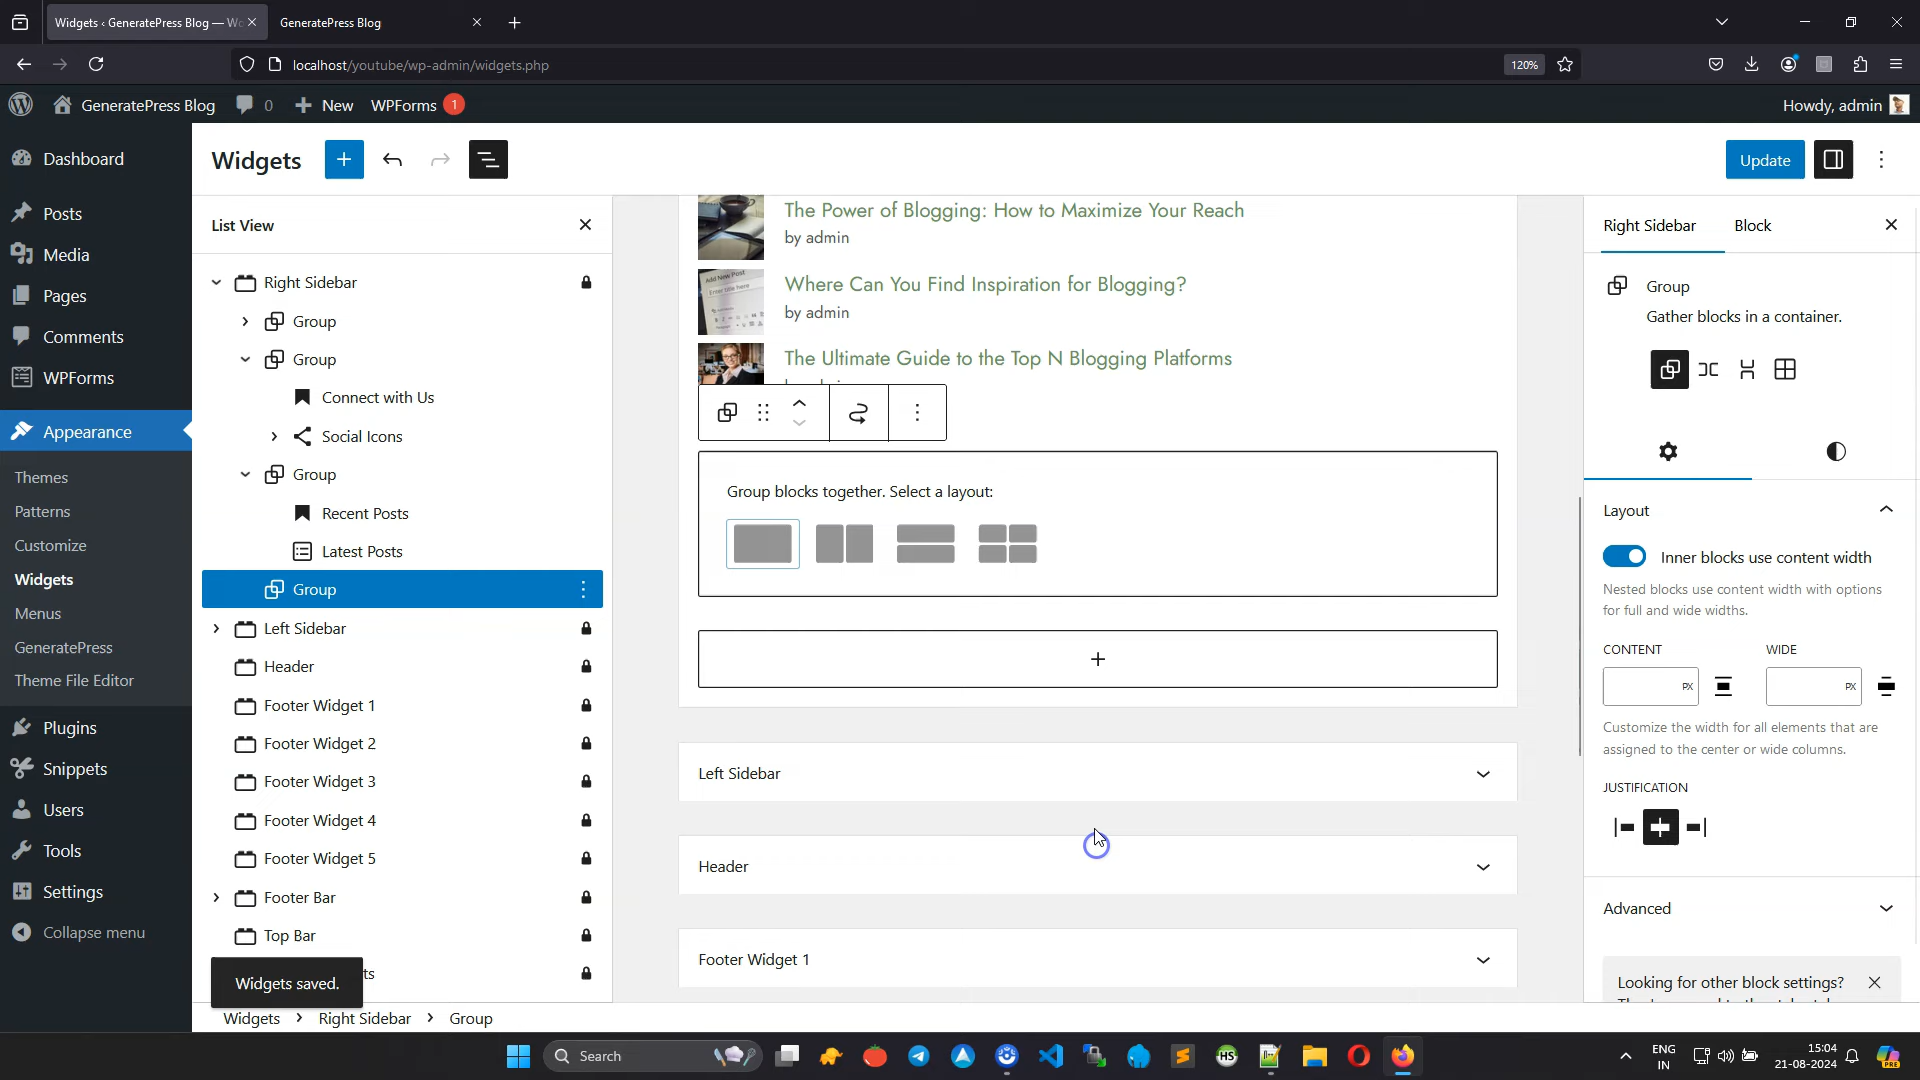 Widgets ‹ GeneratePress Blog — Wo
GeneratePress Blog
localhost/youtube/wp-admin/widgets.php
120%
GeneratePress Blog
0
New
WPForms 1
Howdy, admin
Dashboard
Posts
Media
Pages
Comments
WPForms
Appearance
Themes
Patterns
Customize
Widgets
Menus
GeneratePress
Theme File Editor
Plugins
Snippets
Users
Tools
Settings
Collapse menu
Widgets
Update
List View
Right Sidebar
Group
Group
Connect with Us
Social Icons
Group
Recent Posts
Latest Posts
Group
Left Sidebar
Header
Footer Widget 1
Footer Widget 2
Footer Widget 3
Footer Widget 4
Footer Widget 5
Footer Bar
Top Bar
Widgets saved.
The Power of Blogging: How to Maximize Your Reach
by admin
Where Can You Find Inspiration for Blogging?
by admin
The Ultimate Guide to the Top N Blogging Platforms
Group blocks together. Select a layout:
Left Sidebar
Header
Footer Widget 1
Right Sidebar
Block
Group
Gather blocks in a container.
Layout
Inner blocks use content width
Nested blocks use content width with options
for full and wide widths.
CONTENT
WIDE
PX
PX
Customize the width for all elements that are
assigned to the center or wide columns.
JUSTIFICATION
Advanced
Looking for other block settings?
Widgets > Right Sidebar > Group
Search
HS
ENG
IN
15:04
21-08-2024
PRE